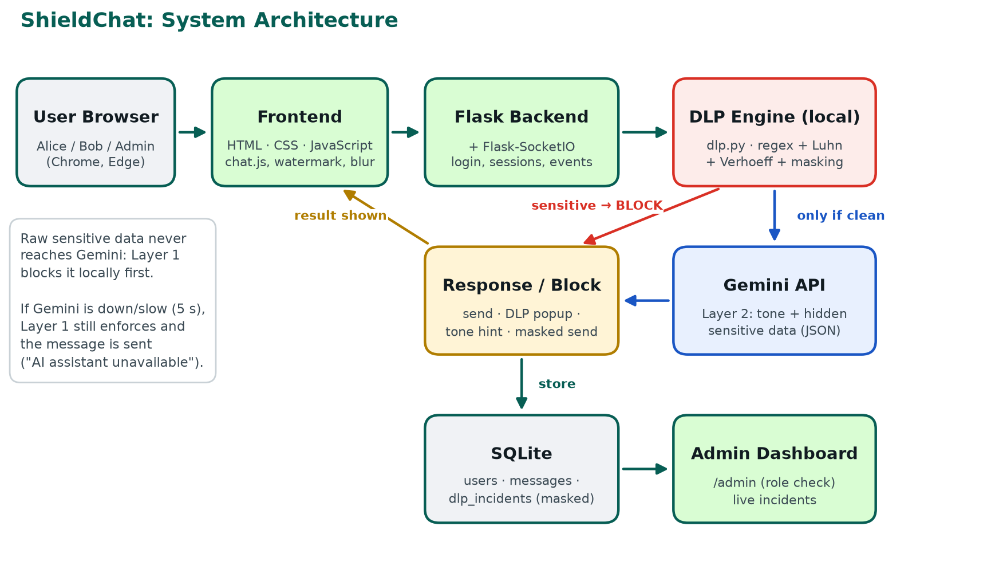 ShieldChat: System Architecture
User Browser
Alice / Bob / Admin
(Chrome, Edge)
Frontend
HTML · CSS · JavaScript
chat.js, watermark, blur
Flask Backend
+ Flask-SocketIO
login, sessions, events
DLP Engine (local)
dlp.py · regex + Luhn
+ Verhoeff + masking
result shown
sensitive → BLOCK
only if clean
Raw sensitive data never
reaches Gemini: Layer 1
blocks it locally first.
If Gemini is down/slow (5 s),
Layer 1 still enforces and
the message is sent
("AI assistant unavailable").
Response / Block
send · DLP popup ·
tone hint · masked send
Gemini API
Layer 2: tone + hidden
sensitive data (JSON)
store
SQLite
users · messages ·
dlp_incidents (masked)
Admin Dashboard
/admin (role check)
live incidents